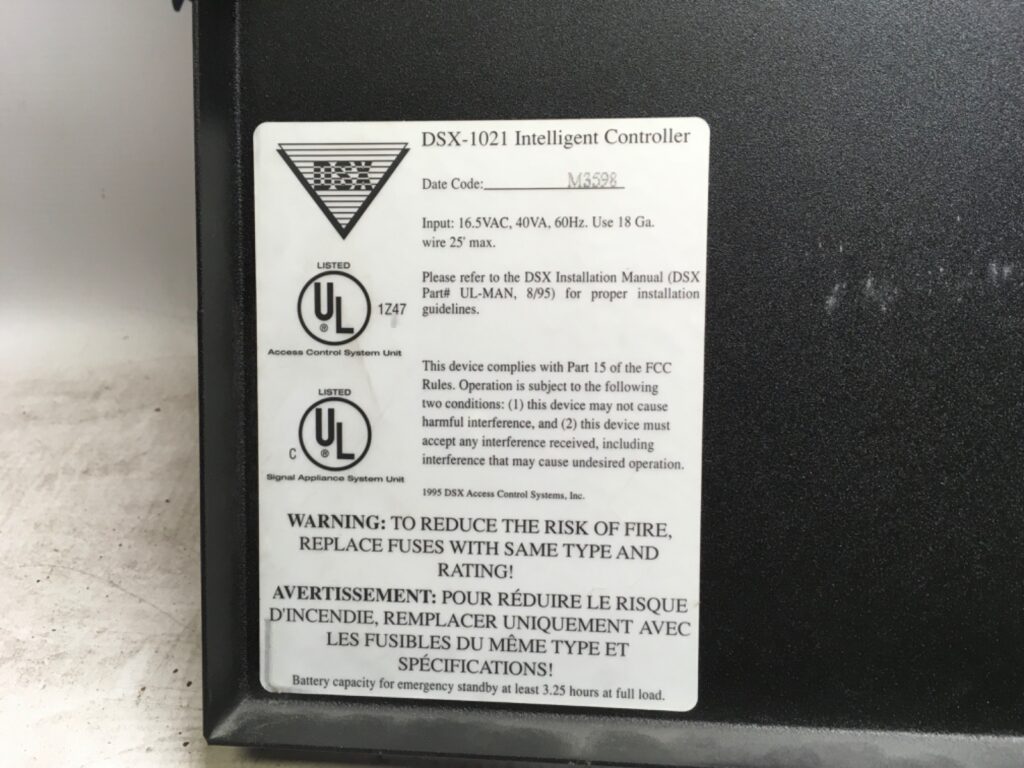 DSX-1021 Intelligent Controller
DSX
Date Code: M3598
Input: 16.5VAC, 40VA, 60Hz. Use 18 Ga.
wire 25' max.
LISTED
UL
®
1Z47
Access Control System Unit
Please refer to the DSX Installation Manual (DSX
Part# UL-MAN, 8/95) for proper installation
guidelines.
This device complies with Part 15 of the FCC
Rules. Operation is subject to the following
two conditions: (1) this device may not cause
harmful interference, and (2) this device must
accept any interference received, including
interference that may cause undesired operation.
LISTED
C UL
®
Signal Appliance System Unit
1995 DSX Access Control Systems, Inc.
WARNING: TO REDUCE THE RISK OF FIRE,
REPLACE FUSES WITH SAME TYPE AND
RATING!
AVERTISSEMENT: POUR RÉDUIRE LE RISQUE
D'INCENDIE, REMPLACER UNIQUEMENT AVEC
LES FUSIBLES DU MÊME TYPE ET
SPÉCIFICATIONS!
Battery capacity for emergency standby at least 3.25 hours at full load.